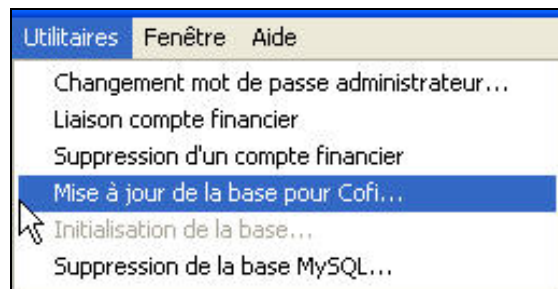 Utilitaires Fenêtre Aide
Changement mot de passe administrateur...
Liaison compte financier
Suppression d'un compte financier
Mise à jour de la base pour Cofi...
Initialisation de la base...
Suppression de la base MySQL...